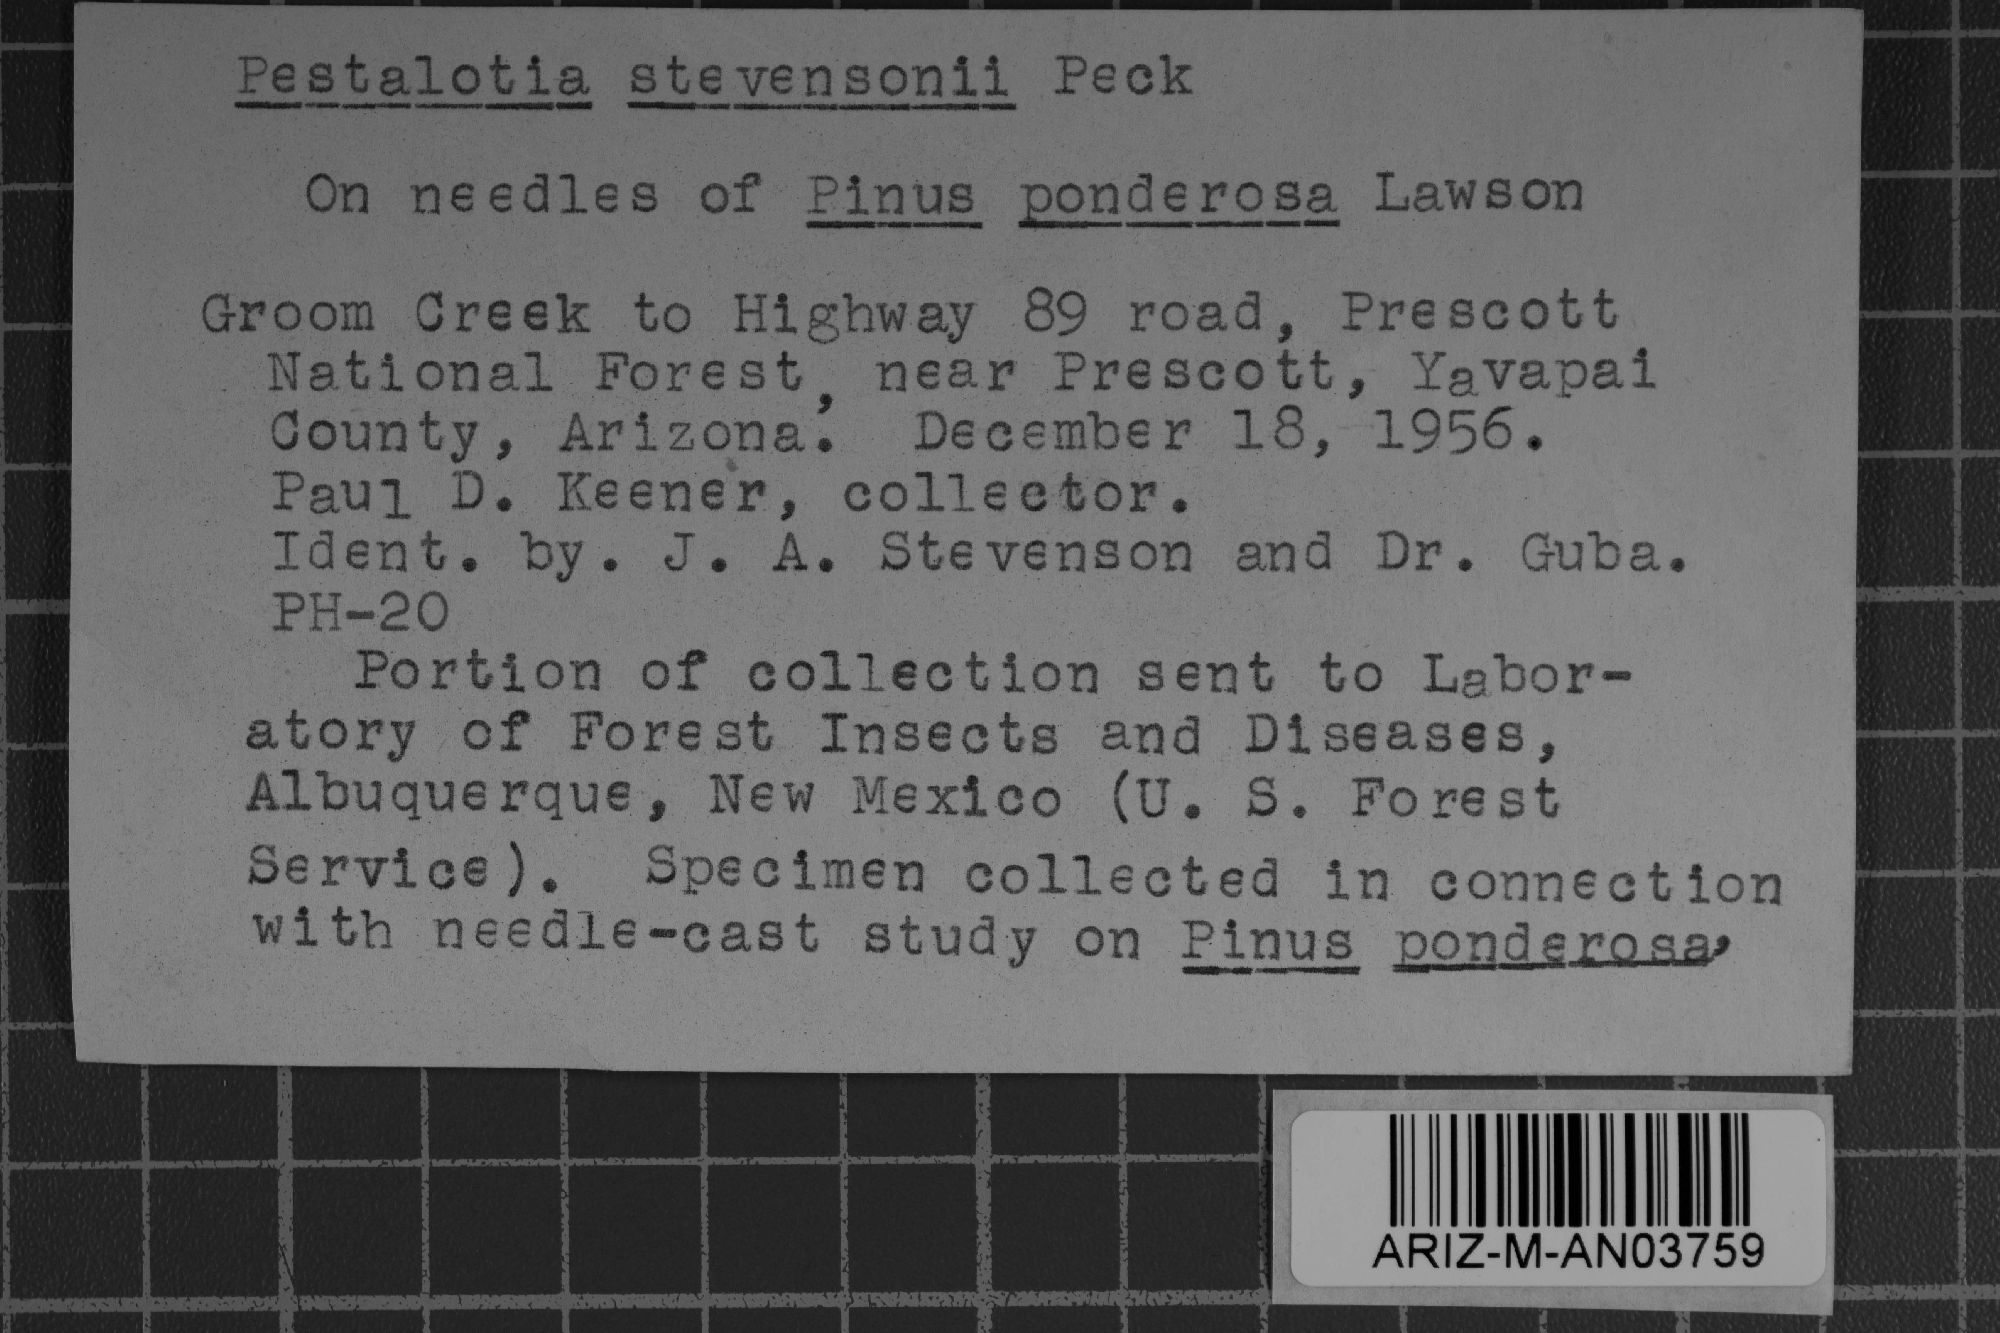 Pestalotia stevensonii Peck
On needles of Pinus ponderosa Lawson
Groom Creek to Highway 89 road, Prescott
National Forest, near Prescott, Yavapai
County, Arizona. December 18, 1956.
Paul D. Keener, collector.
Ident. by. J. A. Stevenson and Dr. Guba.
PH-20
Portion of collection sent to Labor-
atory of Forest Insects and Diseases,
Albuquerque, New Mexico (U. S. Forest
Service). Specimen collected in connection
with needle-cast study on Pinus ponderosa,
ARIZ-M-AN03759